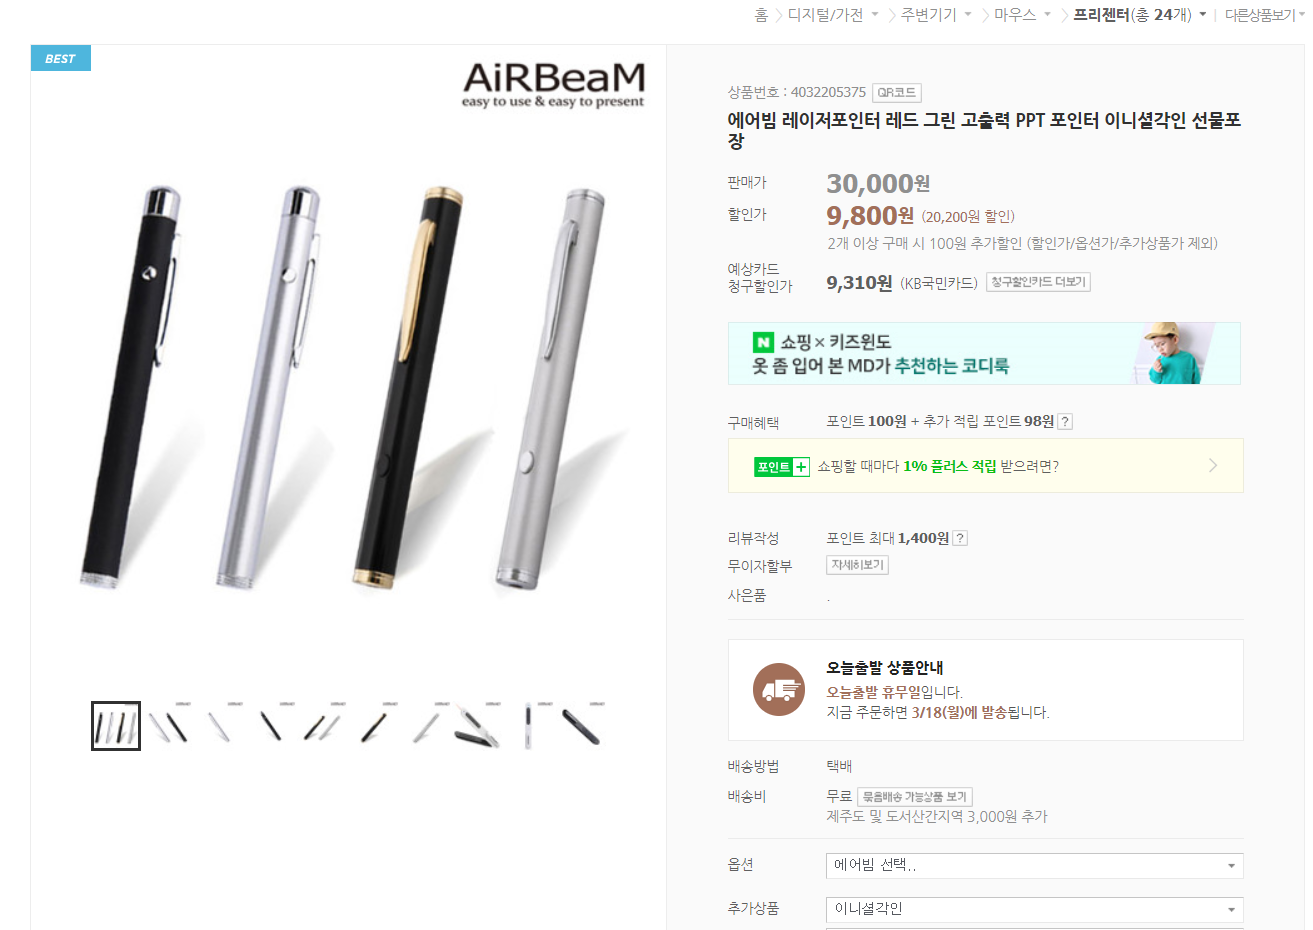 홈 디지털/가전 주변기기 마우스 프리젠터(총 24개) 다른상품보기
BEST
AiRBeaM
easy to use & easy to present
상품번호 : 4032205375 QR코드
에어빔 레이저포인터 레드 그린 고출력 PPT 포인터 이니셜각인 선물포
장
판매가 30,000원
할인가 9,800원 (20,200원 할인)
2개 이상 구매 시 100원 추가할인 (할인가/옵션가/추가상품가 제외)
예상카드
청구할인가 9,310원 (KB국민카드) 청구할인카드 더보기
N 쇼핑 × 키즈윈도
옷 좀 입어 본 MD가 추천하는 코디룩
구매혜택 포인트 100원 + 추가 적립 포인트 98원 ?
포인트 + 쇼핑할 때마다 1% 플러스 적립 받으려면?
리뷰작성 포인트 최대 1,400원 ?
무이자할부 자세히보기
사은품 .
오늘출발 상품안내
오늘출발 휴무일입니다.
지금 주문하면 3/18(월)에 발송됩니다.
배송방법 택배
배송비 무료 묶음배송 가능상품 보기
제주도 및 도서산간지역 3,000원 추가
옵션 에어빔 선택..
추가상품 이니셜각인